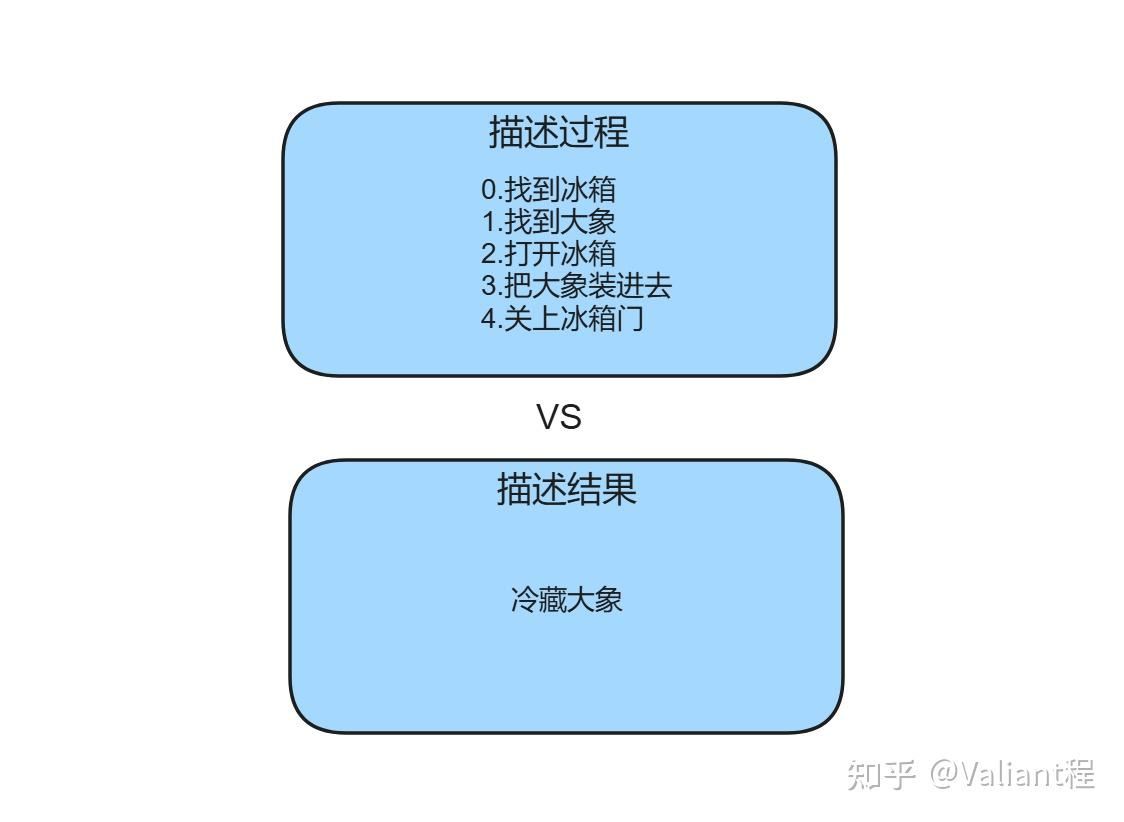 描述过程
0.找到冰箱
1.找到大象
2.打开冰箱
3.把大象装进去
4.关上冰箱门
VS
描述结果
冷藏大象
知乎 @Valiant程